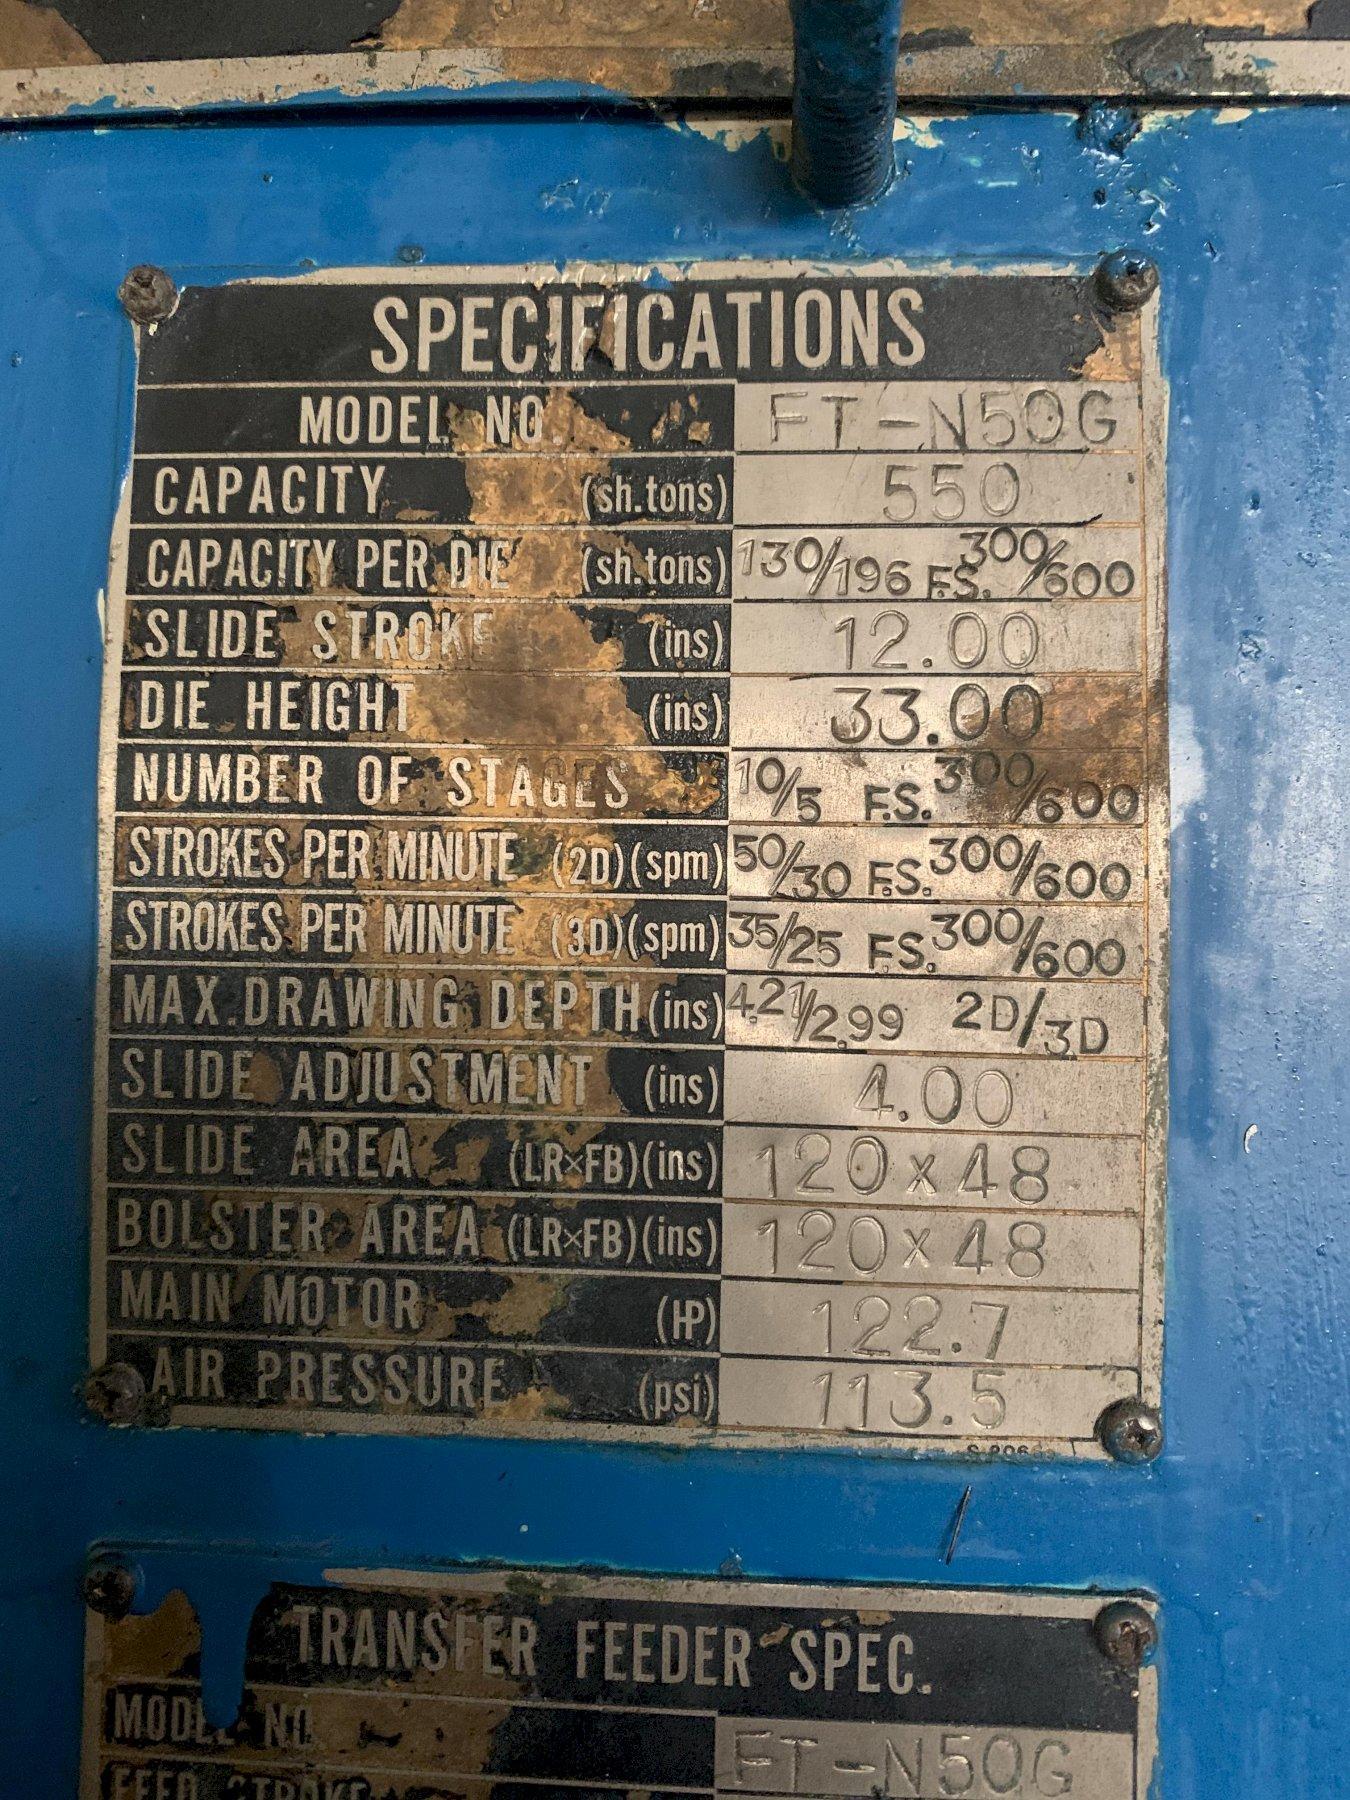 SPECIFICATIONS
MODEL NO. FT-N50G
CAPACITY (sh.tons) 550
CAPACITY PER DIE (sh.tons) 130/196 F.S. 300/600
SLIDE STROKE (ins) 12.00
DIE HEIGHT (ins) 33.00
NUMBER OF STAGES 10/5 F.S. 300/600
STROKES PER MINUTE (2D)(spm) 50/30 F.S. 300/600
STROKES PER MINUTE (3D)(spm) 35/25 F.S. 300/600
MAX. DRAWING DEPTH (ins) 4.21/2.99 2D/3D
SLIDE ADJUSTMENT (ins) 4.00
SLIDE AREA (LR×FB)(ins) 120×48
BOLSTER AREA (LR×FB)(ins) 120×48
MAIN MOTOR (HP) 122.7
AIR PRESSURE (psi) 113.5
TRANSFER FEEDER SPEC.
MODEL NO. FT-N50G
FEED STROKE